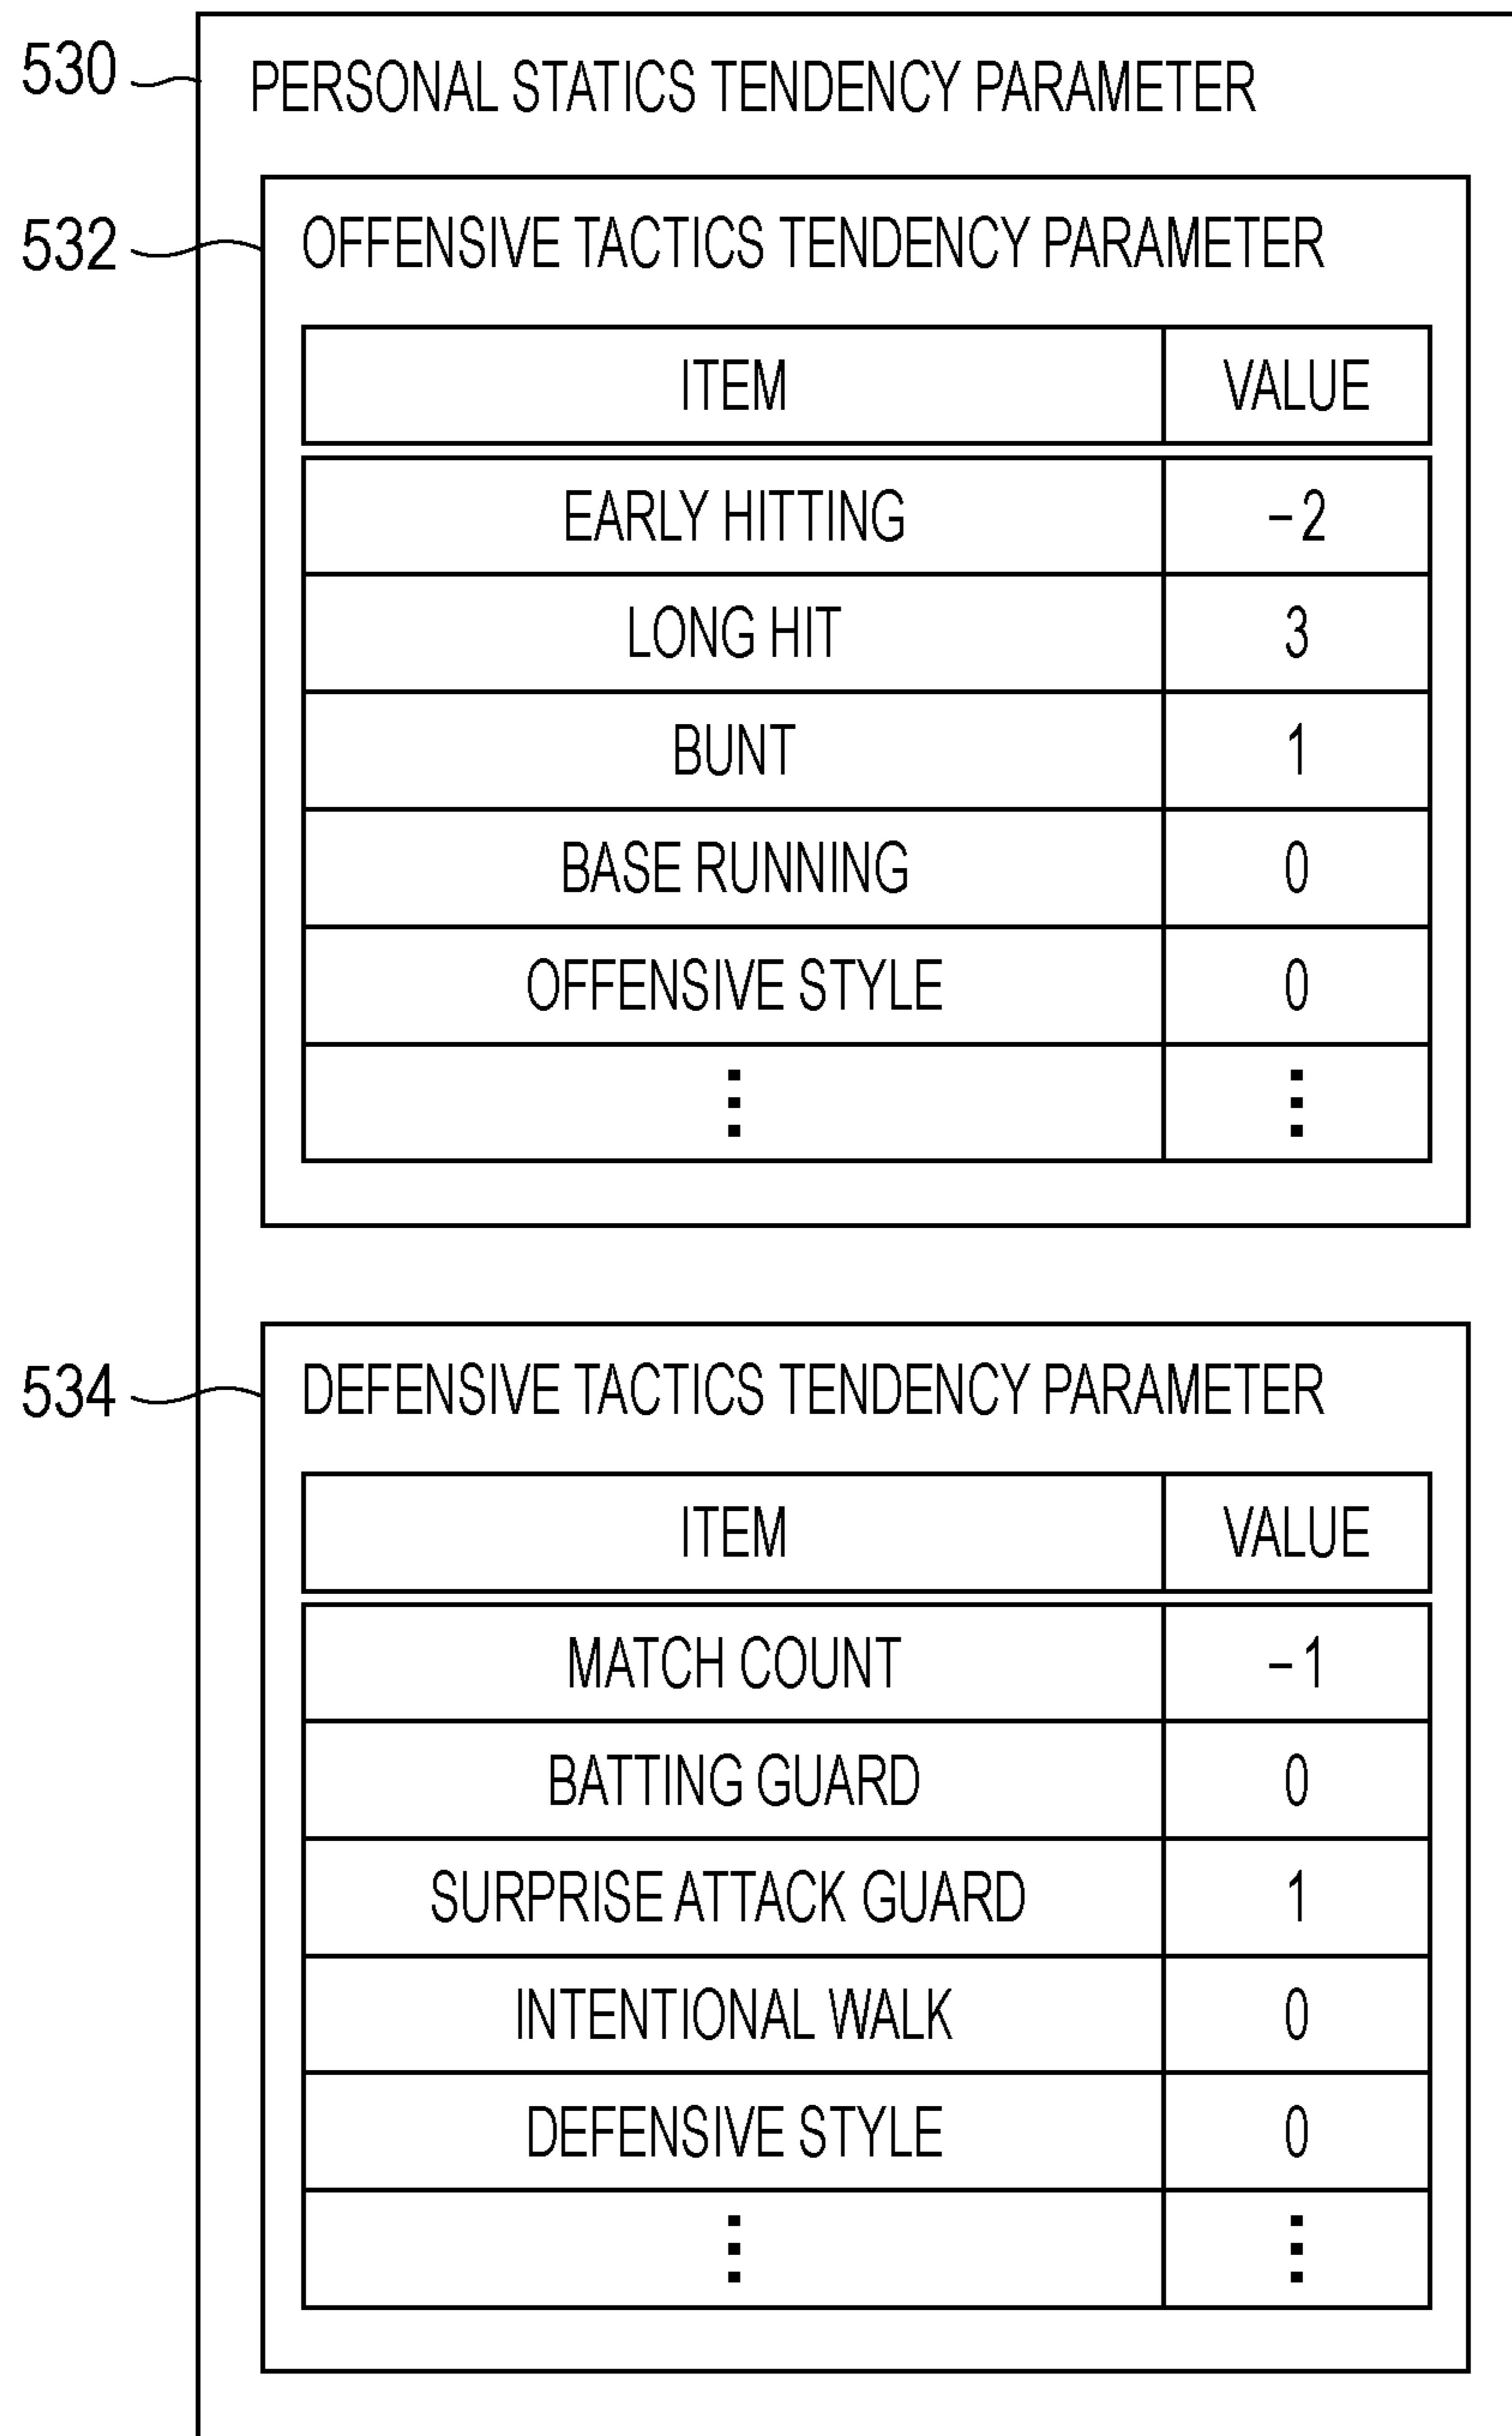 530 PERSONAL STATICS TENDENCY PARAMETER
532 OFFENSIVE TACTICS TENDENCY PARAMETER
ITEM VALUE
EARLY HITTING −2
LONG HIT 3
BUNT 1
BASE RUNNING 0
OFFENSIVE STYLE 0
⋮ ⋮
534 DEFENSIVE TACTICS TENDENCY PARAMETER
ITEM VALUE
MATCH COUNT −1
BATTING GUARD 0
SURPRISE ATTACK GUARD 1
INTENTIONAL WALK 0
DEFENSIVE STYLE 0
⋮ ⋮